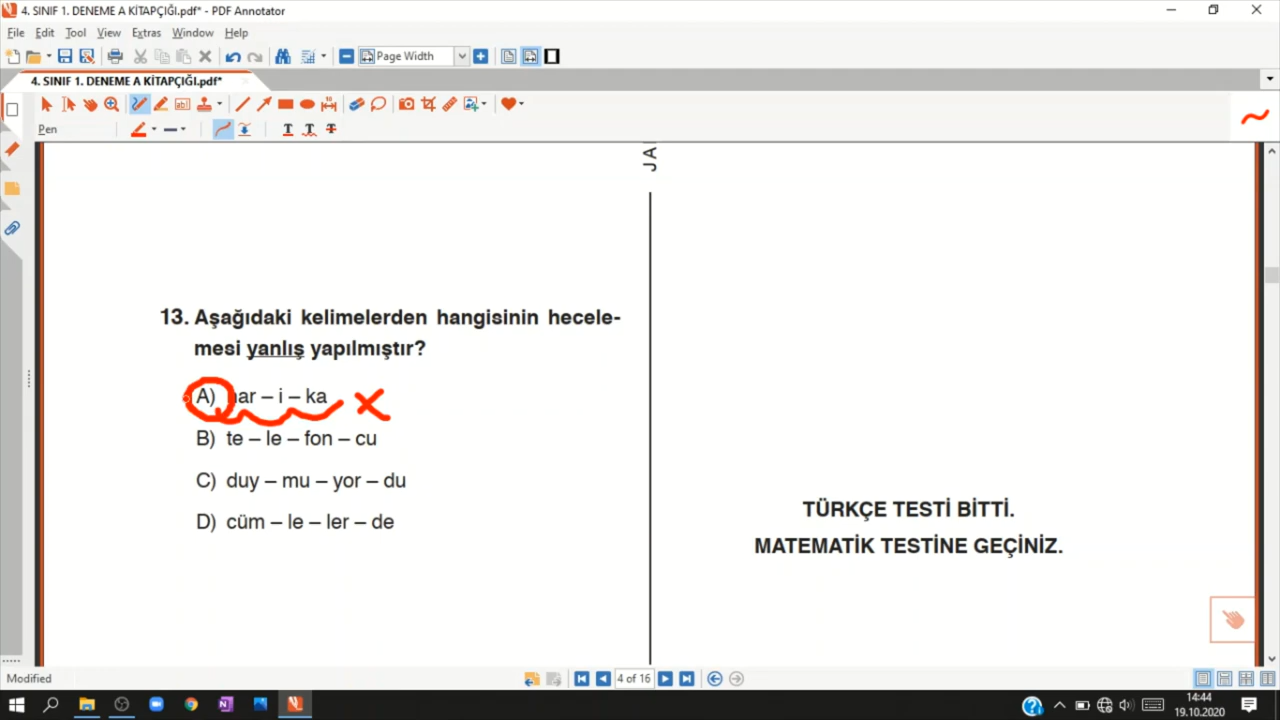 4. SINIF 1. DENEME A KİTAPÇIĞI.pdf* - PDF Annotator
File Edit Tool View Extras Window Help
Page Width
4. SINIF 1. DENEME A KİTAPÇIĞI.pdf*
Pen
JA
13. Aşağıdaki kelimelerden hangisinin hecele-
mesi yanlış yapılmıştır?
A) har – i – ka
B) te – le – fon – cu
C) duy – mu – yor – du
D) cüm – le – ler – de
TÜRKÇE TESTİ BİTTİ.
MATEMATİK TESTİNE GEÇİNİZ.
Modified
4 of 16
14:44
19.10.2020